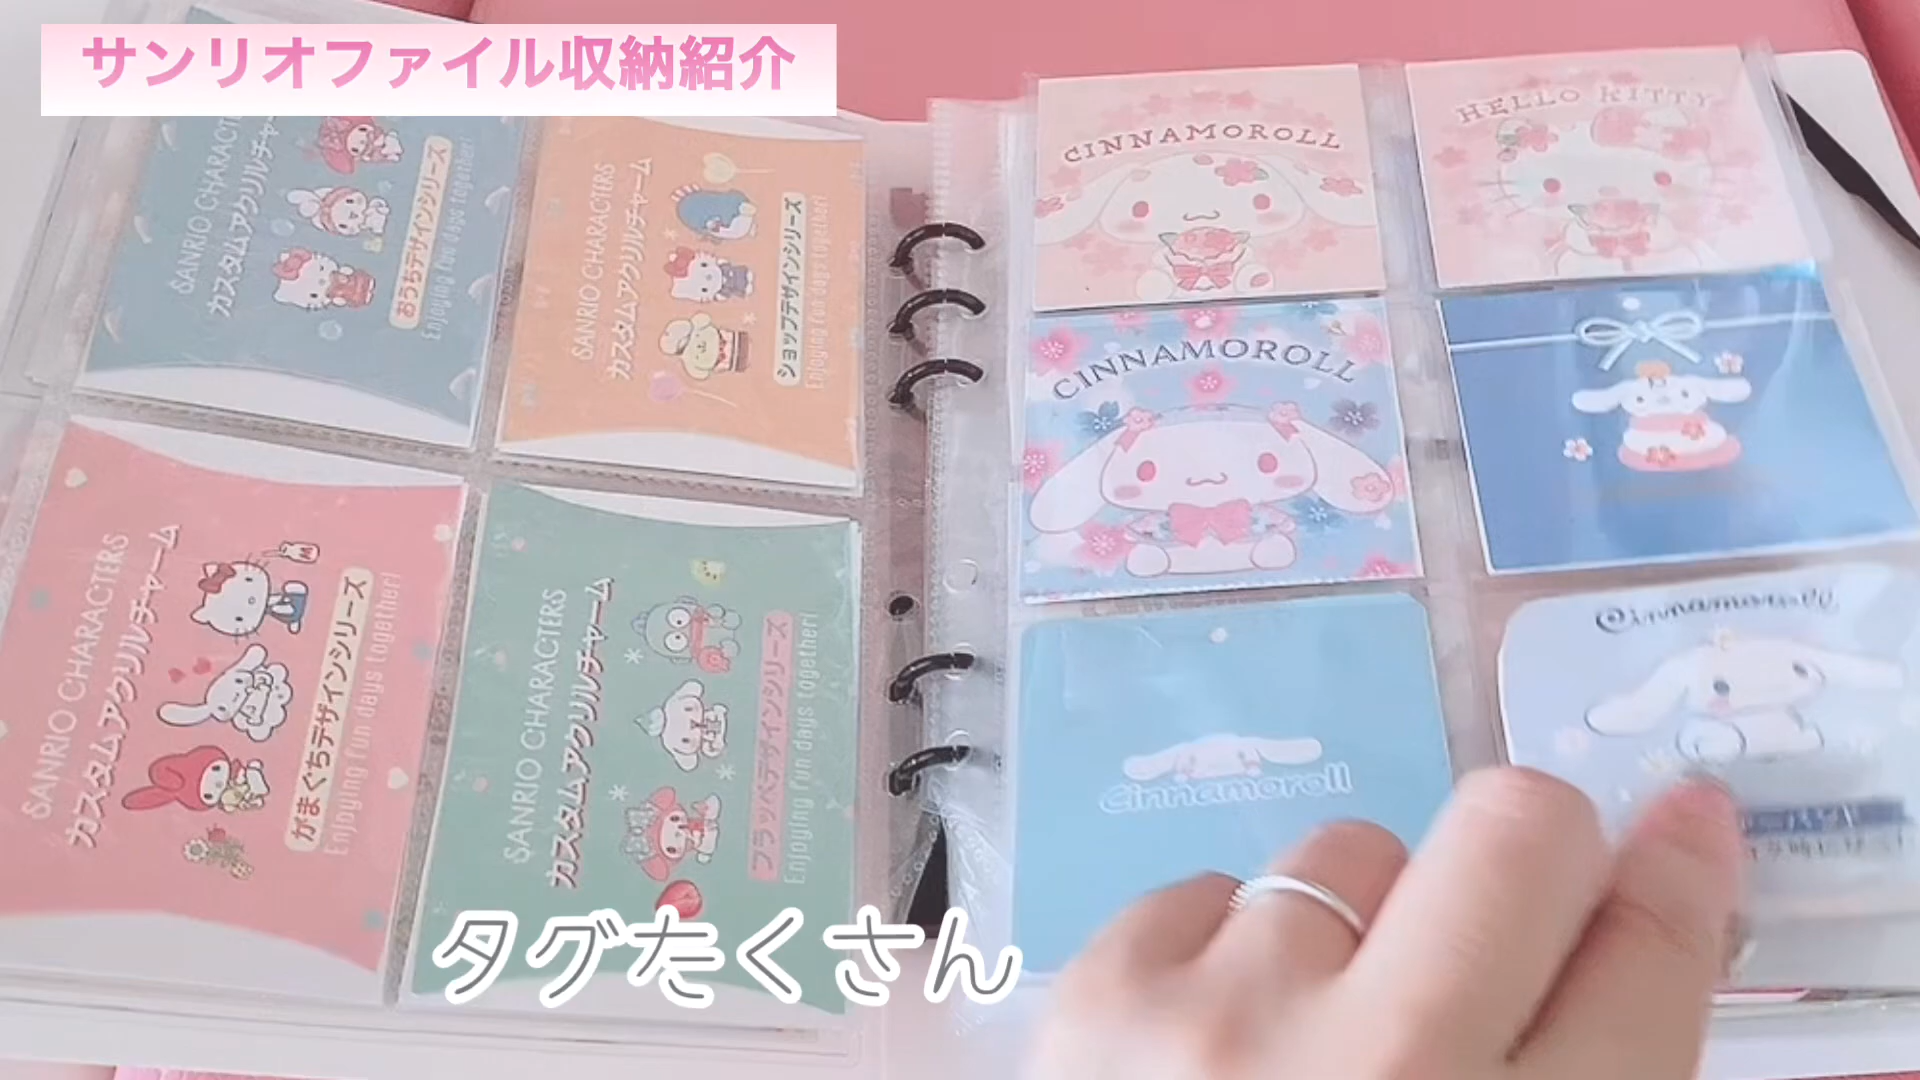 サンリオファイル収納紹介
SANRIO CHARACTE
カスタムアクリルチャー
おうちデザインシリーズ
Enjoying fun days together!
SANRIO CHARACTERS
カスタムアクリルチャーム
ショップデザインシリーズ
Enjoying fun days together!
CINNAMOROLL
HELLO KITTY
CINNAMOROLL
SANRIO CHARACTERS
カスタムアクリルチャーム
がまぐちデザインシリーズ
Enjoying fun days together!
SANRIO CHARACTERS
カスタムアクリルチャーム
フラッペデザインシリーズ
Enjoying fun days together!
Cinnamoroll
Cinnamoroll
タグたくさん